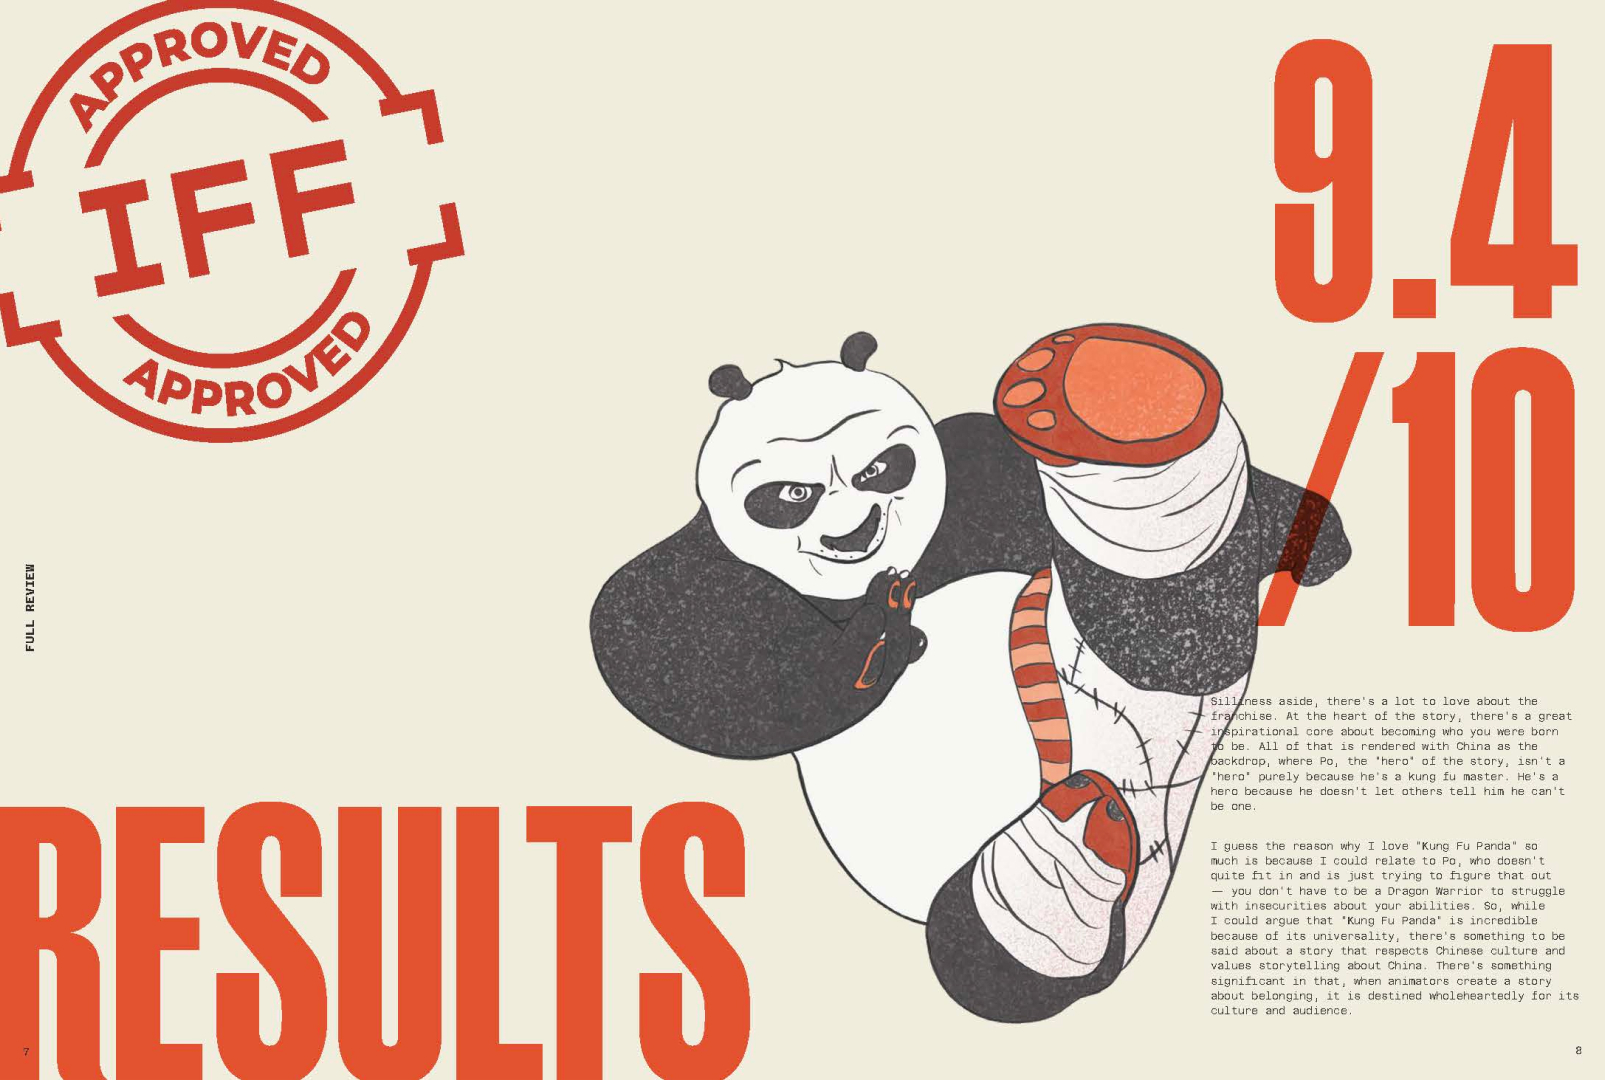 APPROVED
IFF
APPROVED
9.4
/10
FULL REVIEW
Silliness aside, there's a lot to love about the
franchise. At the heart of the story, there's a great
inspirational core about becoming who you were born
to be. All of that is rendered with China as the
backdrop, where Po, the "hero" of the story, isn't a
"hero" purely because he's a kung fu master. He's a
hero because he doesn't let others tell him he can't
be one.
I guess the reason why I love "Kung Fu Panda" so
much is because I could relate to Po, who doesn't
quite fit in and is just trying to figure that out
— you don't have to be a Dragon Warrior to struggle
with insecurities about your abilities. So, while
I could argue that "Kung Fu Panda" is incredible
because of its universality, there's something to be
said about a story that respects Chinese culture and
values storytelling about China. There's something
significant in that, when animators create a story
about belonging, it is destined wholeheartedly for its
culture and audience.
RESULTS
7
8